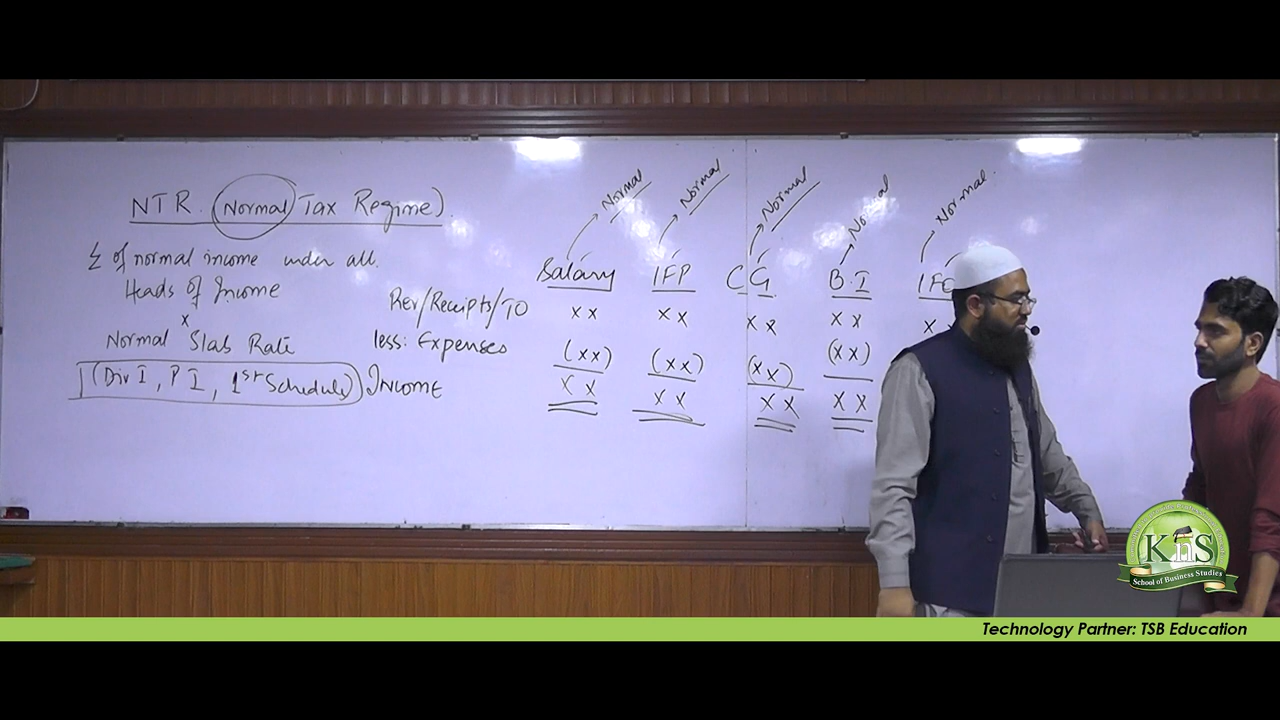 NTR (Normal Tax Regime).
Σ of normal income under all.
Heads of Income
x
Normal Slab Rate
(Div I, P I, 1st Schedule)
Rev/Receipts/TO
less: Expenses
Income
Normal Normal Normal Normal Normal.
Salary IFP CG B.I
xx xx xx xx x
(xx) (xx) (xx) (xx)
xx xx xx xx
KnS
School of Business Studies
Technology Partner: TSB Education